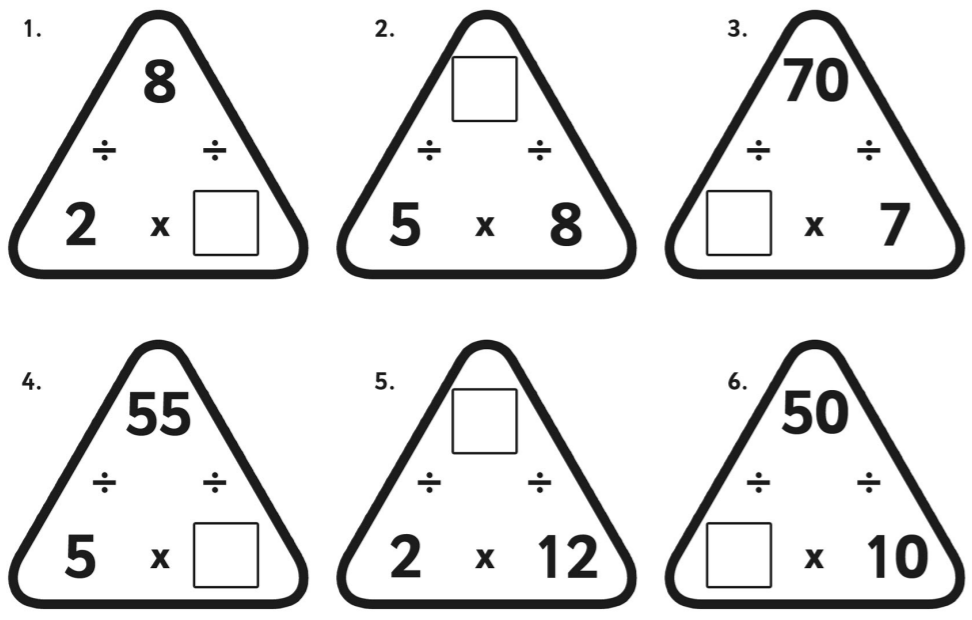 1. 2. 3.
8 70
÷ ÷ ÷ ÷ ÷ ÷
2 x 5 x 8 x 7
4. 5. 6.
55 50
÷ ÷ ÷ ÷ ÷ ÷
5 x 2 x 12 x 10